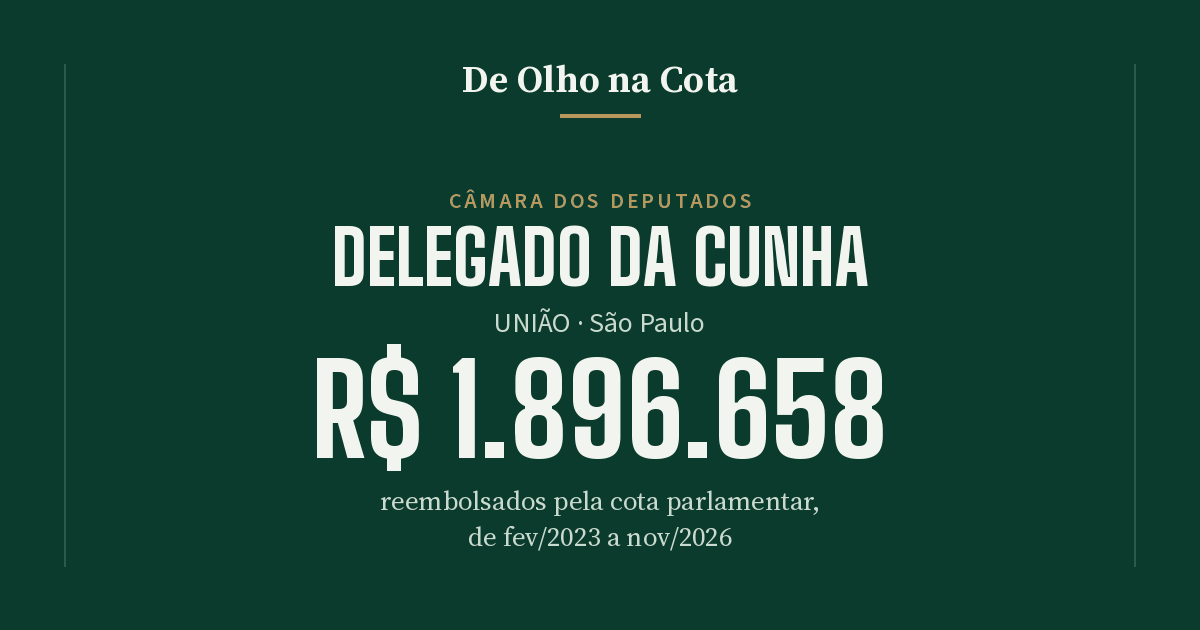 De Olho na Cota
CÂMARA DOS DEPUTADOS
DELEGADO DA CUNHA
UNIÃO · São Paulo
R$ 1.896.658
reembolsados pela cota parlamentar,
de fev/2023 a nov/2026